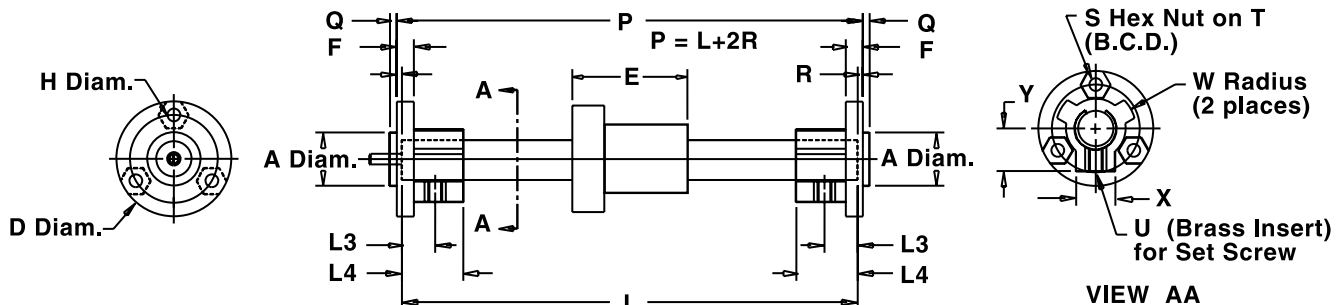 Q
P
Q
F
P = L+2R
F
S Hex Nut on T
(B.C.D.)
H Diam.
A
E
R
Y
W Radius
(2 places)
A Diam.
A Diam.
D Diam.
A
X
L3
L3
U (Brass Insert)
for Set Screw
L4
L4
L
VIEW AA